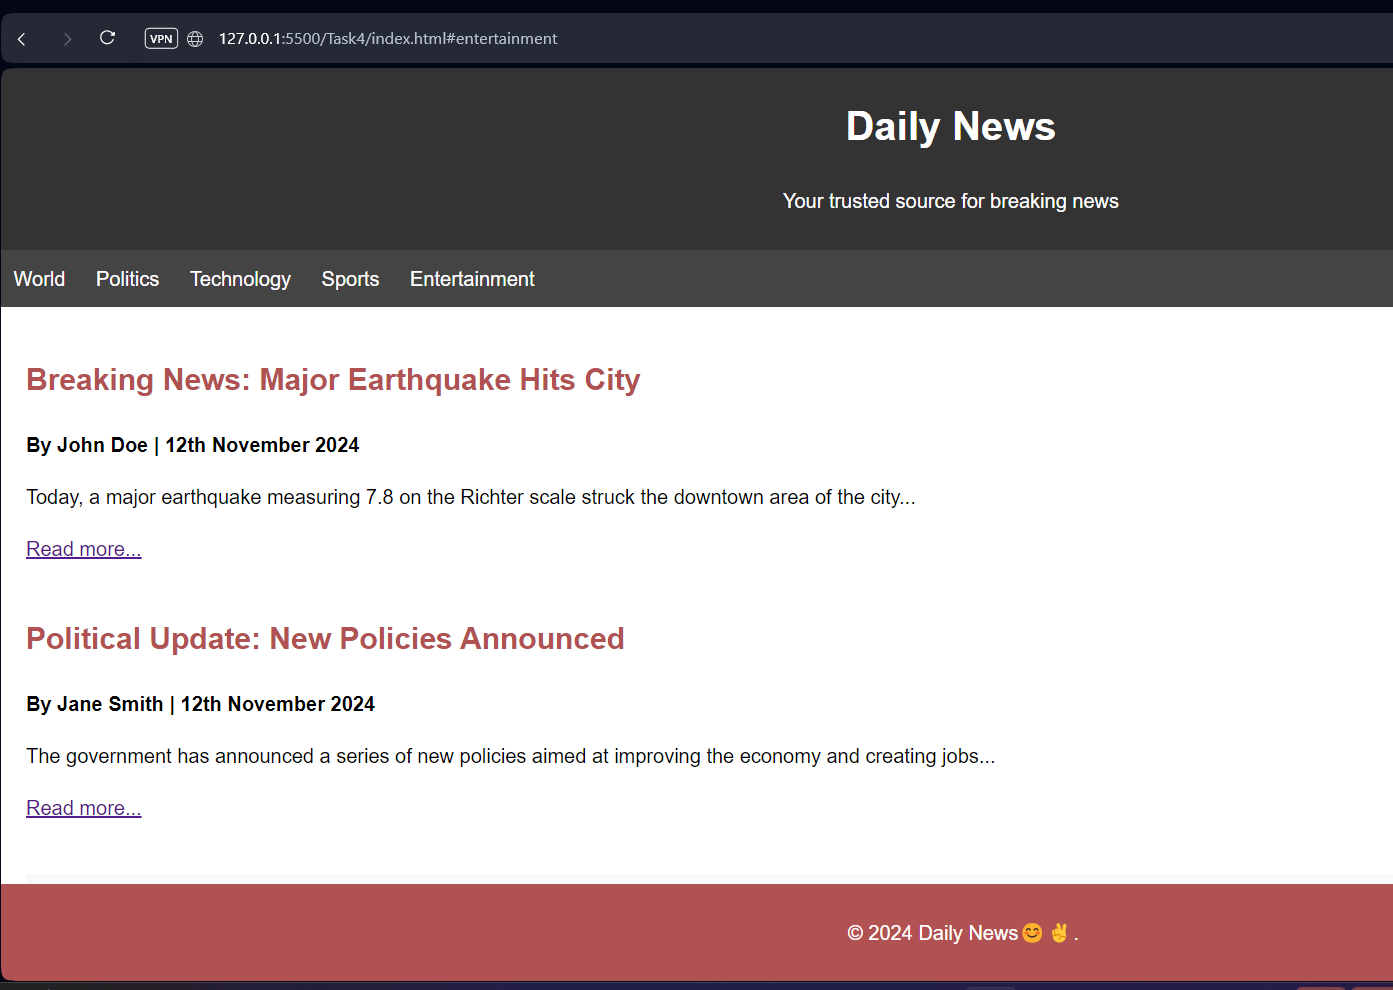 VPN 127.0.0.1:5500/Task4/index.html#entertainment
Daily News
Your trusted source for breaking news
World Politics Technology Sports Entertainment
Breaking News: Major Earthquake Hits City
By John Doe | 12th November 2024
Today, a major earthquake measuring 7.8 on the Richter scale struck the downtown area of the city...
Read more...
Political Update: New Policies Announced
By Jane Smith | 12th November 2024
The government has announced a series of new policies aimed at improving the economy and creating jobs...
Read more...
© 2024 Daily News😊✌️.